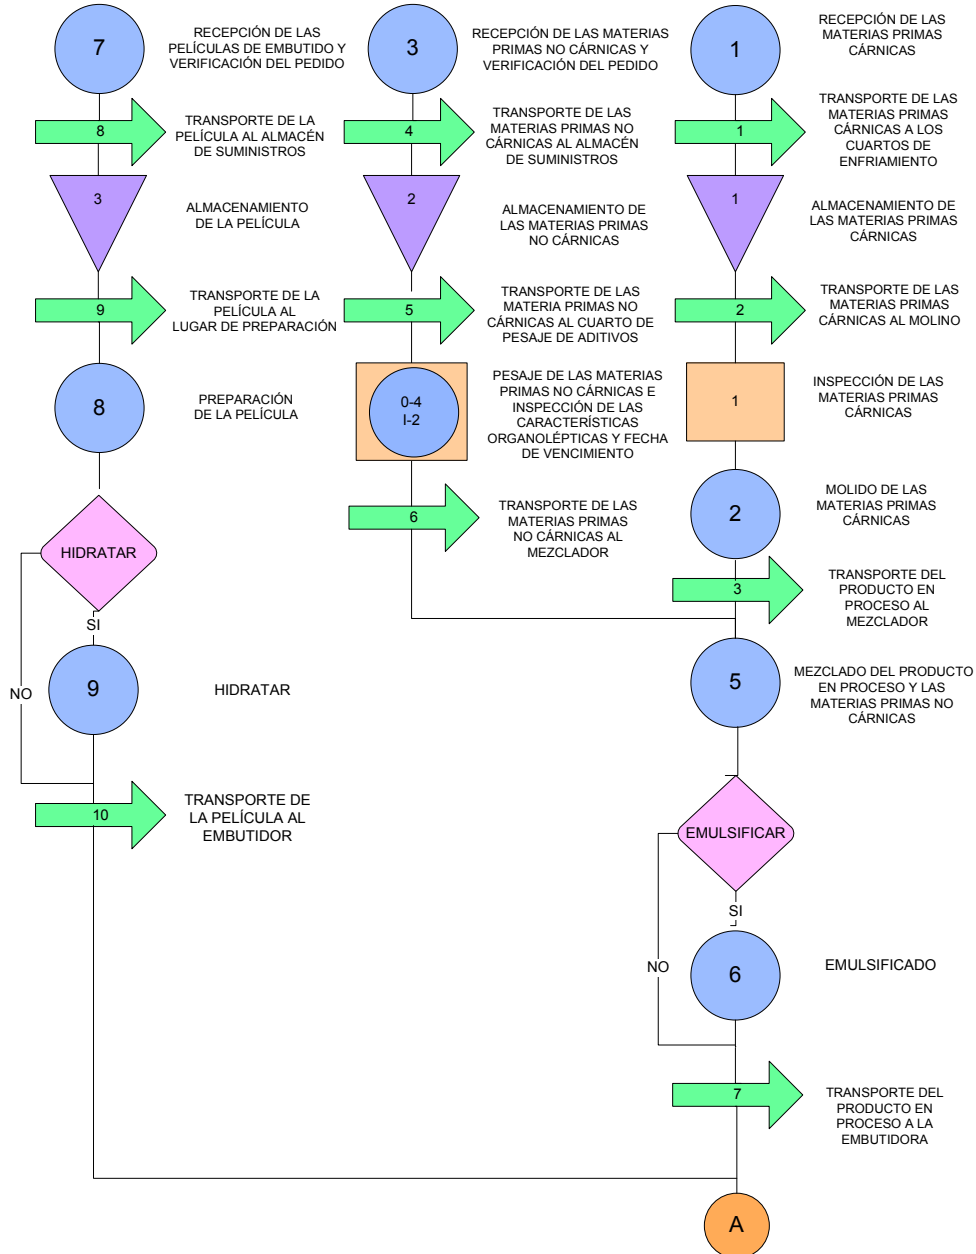 7
RECEPCIÓN DE LAS
PELÍCULAS DE EMBUTIDO Y
VERIFICACIÓN DEL PEDIDO
8
TRANSPORTE DE LA
PELÍCULA AL ALMACÉN
DE SUMINISTROS
3
ALMACENAMIENTO
DE LA PELÍCULA
9
TRANSPORTE DE LA
PELÍCULA AL
LUGAR DE PREPARACIÓN
8
PREPARACIÓN
DE LA PELÍCULA
HIDRATAR
SI
NO
9
HIDRATAR
10
TRANSPORTE DE
LA PELÍCULA AL
EMBUTIDOR
3
RECEPCIÓN DE LAS MATERIAS
PRIMAS NO CÁRNICAS Y
VERIFICACIÓN DEL PEDIDO
4
TRANSPORTE DE LAS
MATERIAS PRIMAS NO
CÁRNICAS AL ALMACÉN
DE SUMINISTROS
2
ALMACENAMIENTO DE
LAS MATERIAS PRIMAS
NO CÁRNICAS
5
TRANSPORTE DE LAS
MATERIA PRIMAS NO
CÁRNICAS AL CUARTO DE
PESAJE DE ADITIVOS
0-4
I-2
PESAJE DE LAS MATERIAS
PRIMAS NO CÁRNICAS E
INSPECCIÓN DE LAS
CARACTERÍSTICAS
ORGANOLÉPTICAS Y FECHA
DE VENCIMIENTO
6
TRANSPORTE DE LAS
MATERIAS PRIMAS
NO CÁRNICAS AL
MEZCLADOR
1
RECEPCIÓN DE LAS
MATERIAS PRIMAS
CÁRNICAS
1
TRANSPORTE DE LAS
MATERIAS PRIMAS
CÁRNICAS A LOS
CUARTOS DE
ENFRIAMIENTO
1
ALMACENAMIENTO DE
LAS MATERIAS PRIMAS
CÁRNICAS
2
TRANSPORTE DE LAS
MATERIAS PRIMAS
CÁRNICAS AL MOLINO
1
INSPECCIÓN DE LAS
MATERIAS PRIMAS
CÁRNICAS
2
MOLIDO DE LAS
MATERIAS PRIMAS
CÁRNICAS
3
TRANSPORTE DEL
PRODUCTO EN
PROCESO AL
MEZCLADOR
5
MEZCLADO DEL PRODUCTO
EN PROCESO Y LAS
MATERIAS PRIMAS NO
CÁRNICAS
EMULSIFICAR
SI
NO
6
EMULSIFICADO
7
TRANSPORTE DEL
PRODUCTO EN
PROCESO A LA
EMBUTIDORA
A